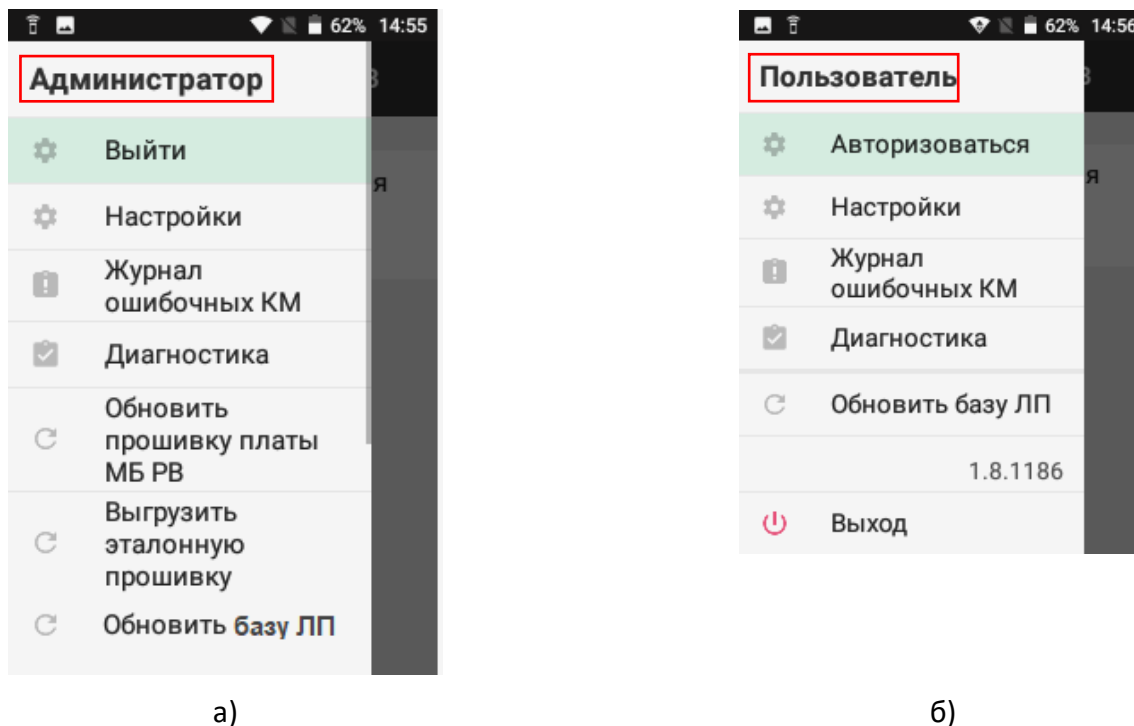 62% 14:55
Администратор
В
Выйти
я
Настройки
Журнал
ошибочных КМ
Диагностика
Обновить
прошивку платы
МБ РВ
Выгрузить
эталонную
прошивку
Обновить базу ЛП
а)
62% 14:56
Пользователь
В
Авторизоваться
я
Настройки
Журнал
ошибочных КМ
Диагностика
Обновить базу ЛП
1.8.1186
Выход
б)